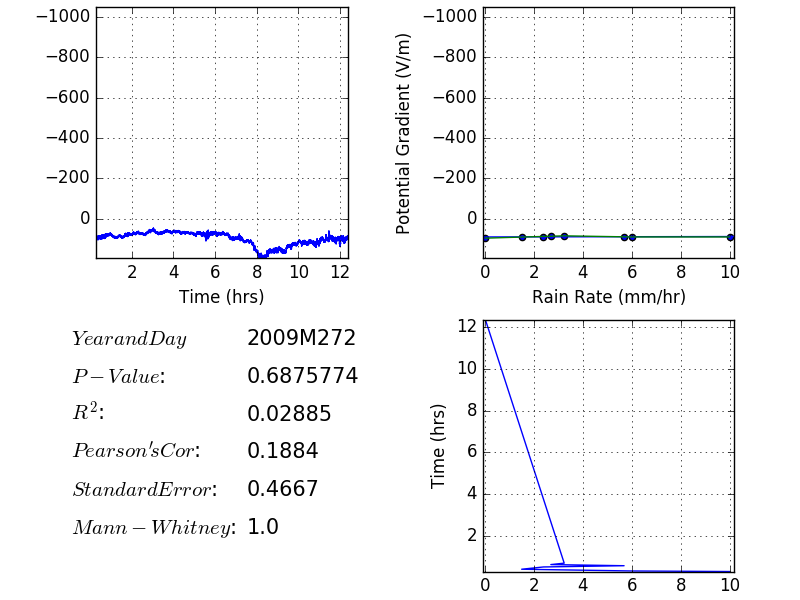 −1000
−800
−600
−400
−200
0
2 4 6 8 10 12
Time (hrs)
Potential Gradient (V/m)
−1000
−800
−600
−400
−200
0
0 2 4 6 8 10
Rain Rate (mm/hr)
YearandDay 2009M272
P−Value: 0.6875774
R²: 0.02885
Pearson'sCor: 0.1884
StandardError: 0.4667
Mann−Whitney: 1.0
Time (hrs)
12
10
8
6
4
2
0 2 4 6 8 10